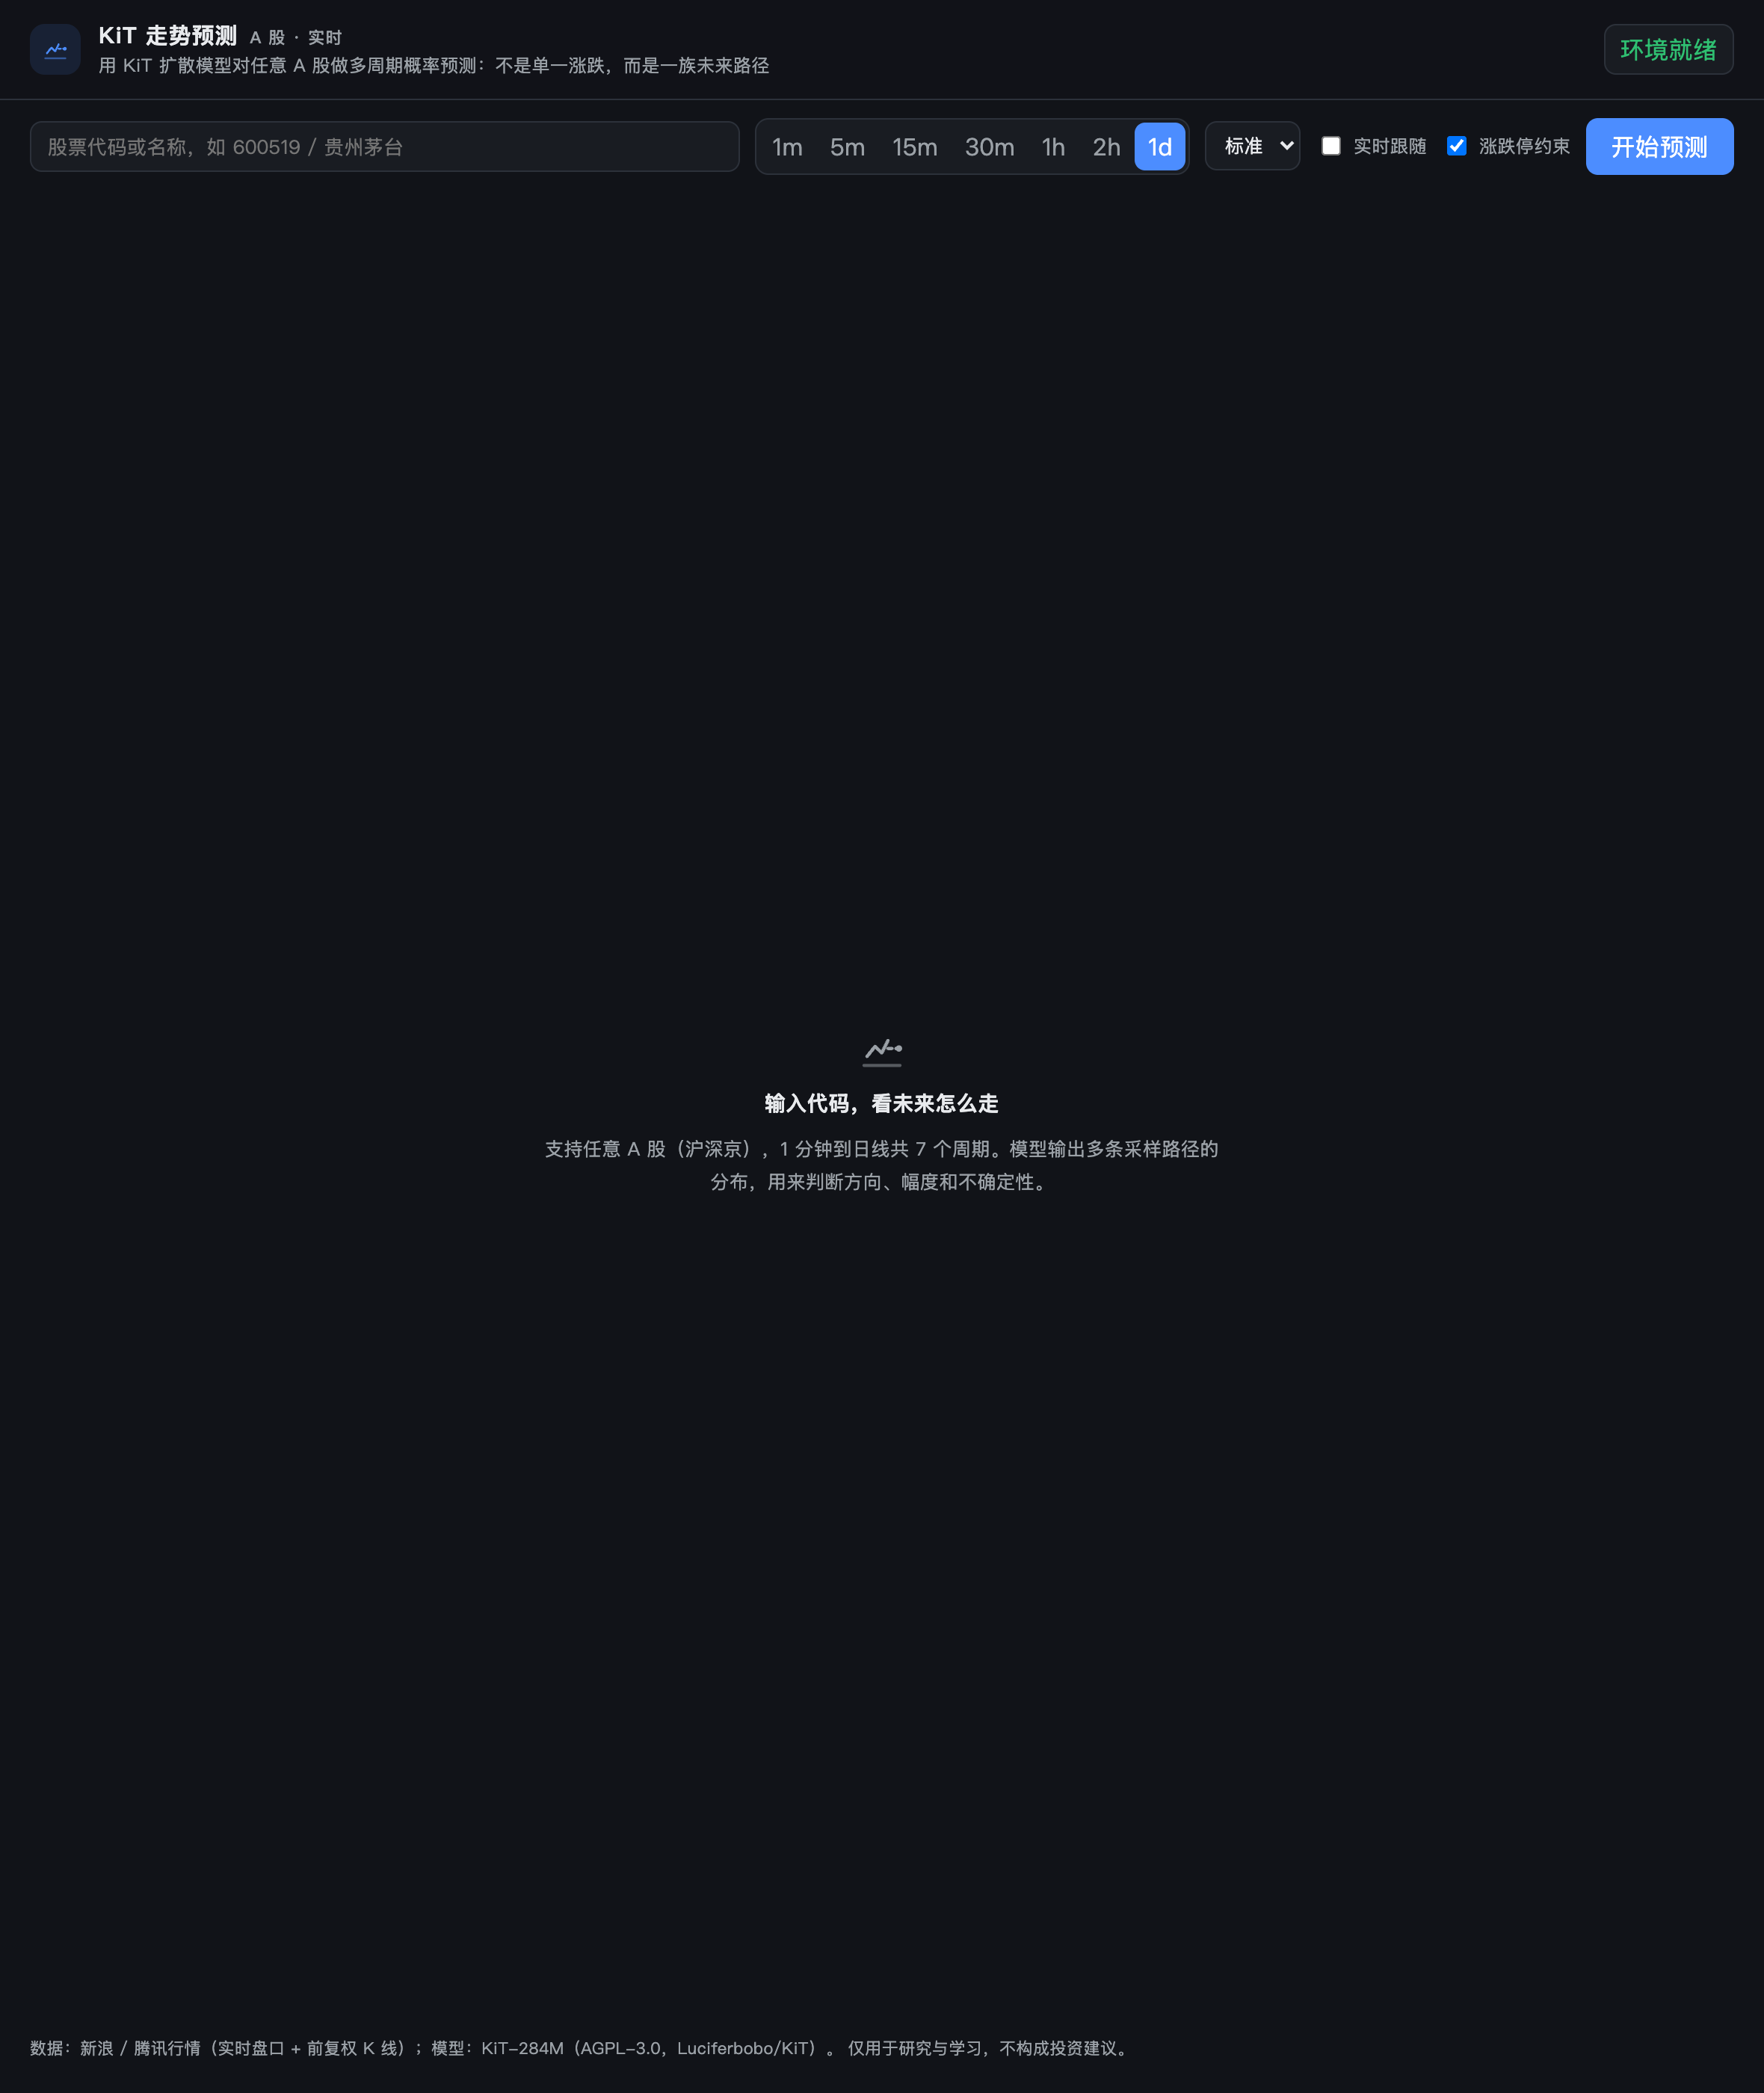 KiT 走势预测 A 股 · 实时
用 KiT 扩散模型对任意 A 股做多周期概率预测：不是单一涨跌，而是一族未来路径
环境就绪
股票代码或名称，如 600519 / 贵州茅台
1m 5m 15m 30m 1h 2h 1d
标准
实时跟随
涨跌停约束
开始预测
输入代码，看未来怎么走
支持任意 A 股（沪深京），1 分钟到日线共 7 个周期。模型输出多条采样路径的
分布，用来判断方向、幅度和不确定性。
数据：新浪 / 腾讯行情（实时盘口 + 前复权 K 线）；模型：KiT-284M（AGPL-3.0，Luciferbobo/KiT）。 仅用于研究与学习，不构成投资建议。